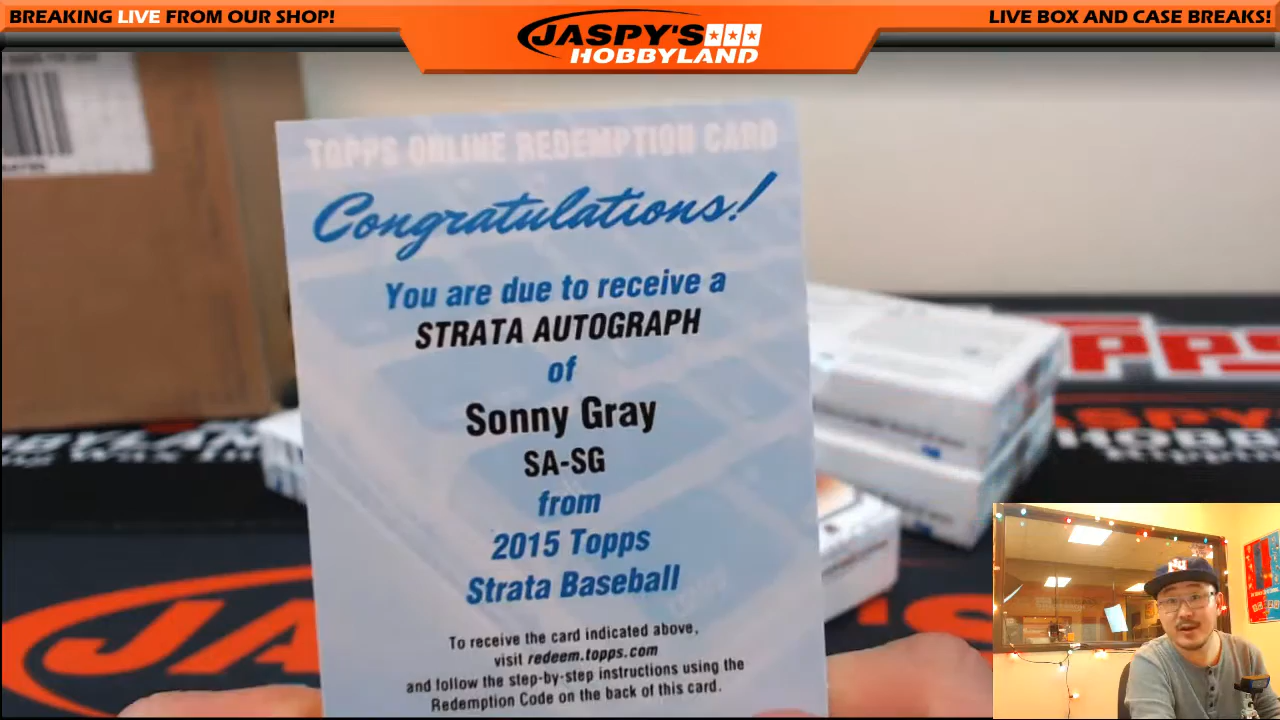 BREAKING LIVE FROM OUR SHOP!
JASPY'S
HOBBYLAND
LIVE BOX AND CASE BREAKS!
TOPPS ONLINE REDEMPTION CARD
Congratulations!
You are due to receive a
STRATA AUTOGRAPH
of
Sonny Gray
SA-SG
from
2015 Topps
Strata Baseball
To receive the card indicated above,
visit redeem.topps.com
and follow the step-by-step instructions using the
Redemption Code on the back of this card.